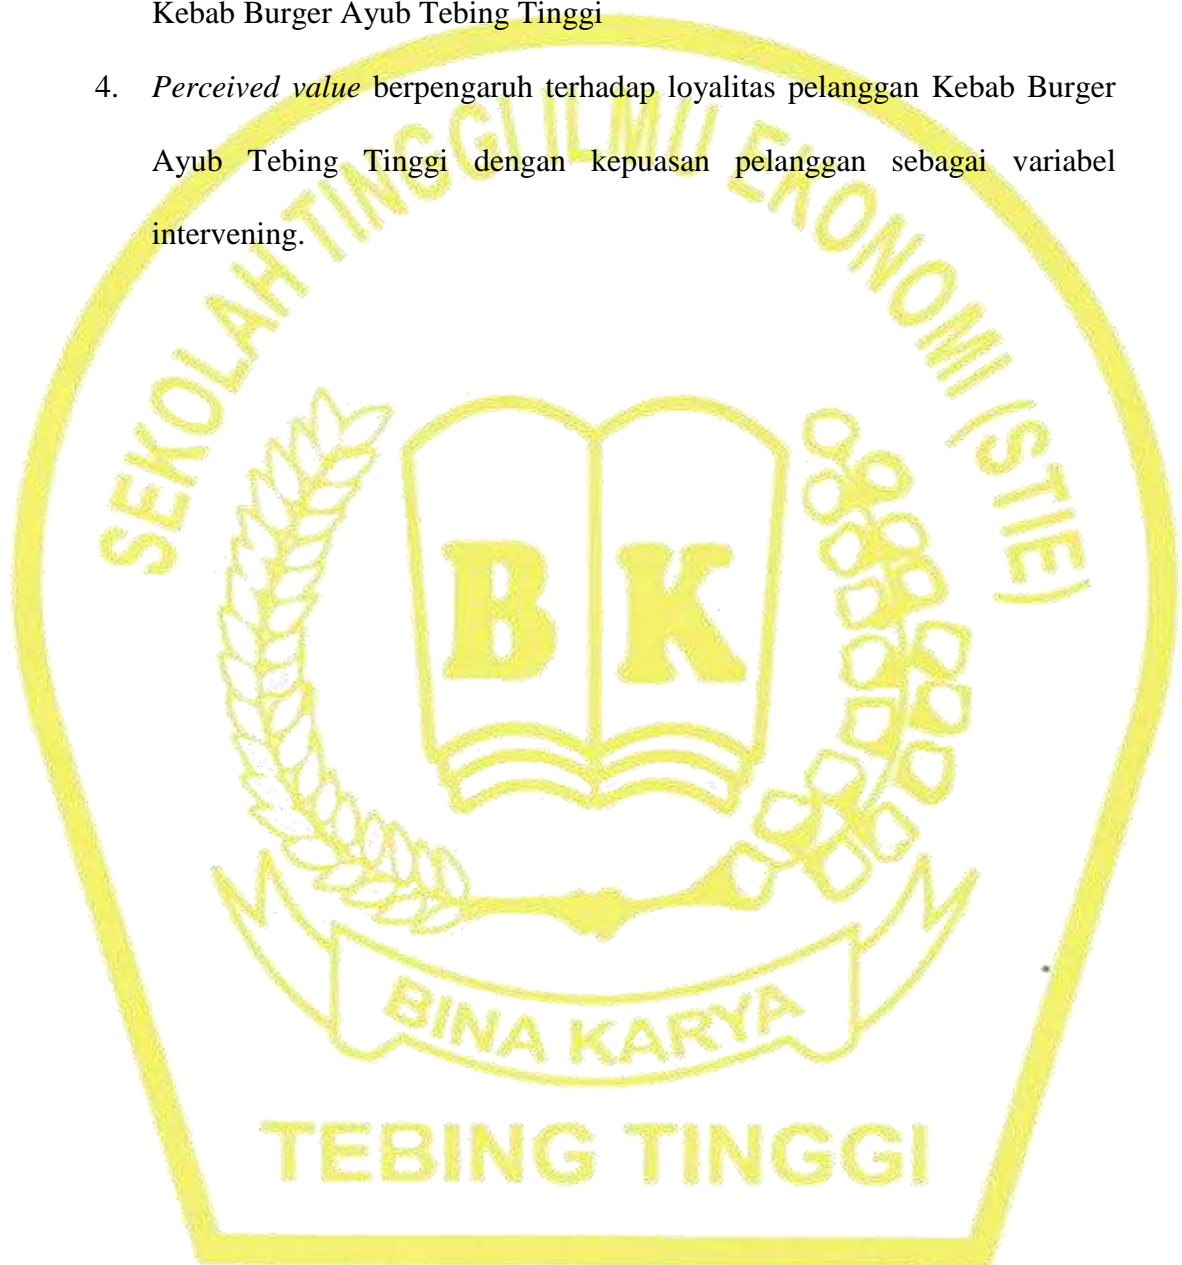 Kebab Burger Ayub Tebing Tinggi
4. Perceived value berpengaruh terhadap loyalitas pelanggan Kebab Burger
Ayub Tebing Tinggi dengan kepuasan pelanggan sebagai variabel
intervening.
SEKOLAH TINGGI ILMU EKONOMI (STIE)
B K
BINA KARYA
TEBING TINGGI